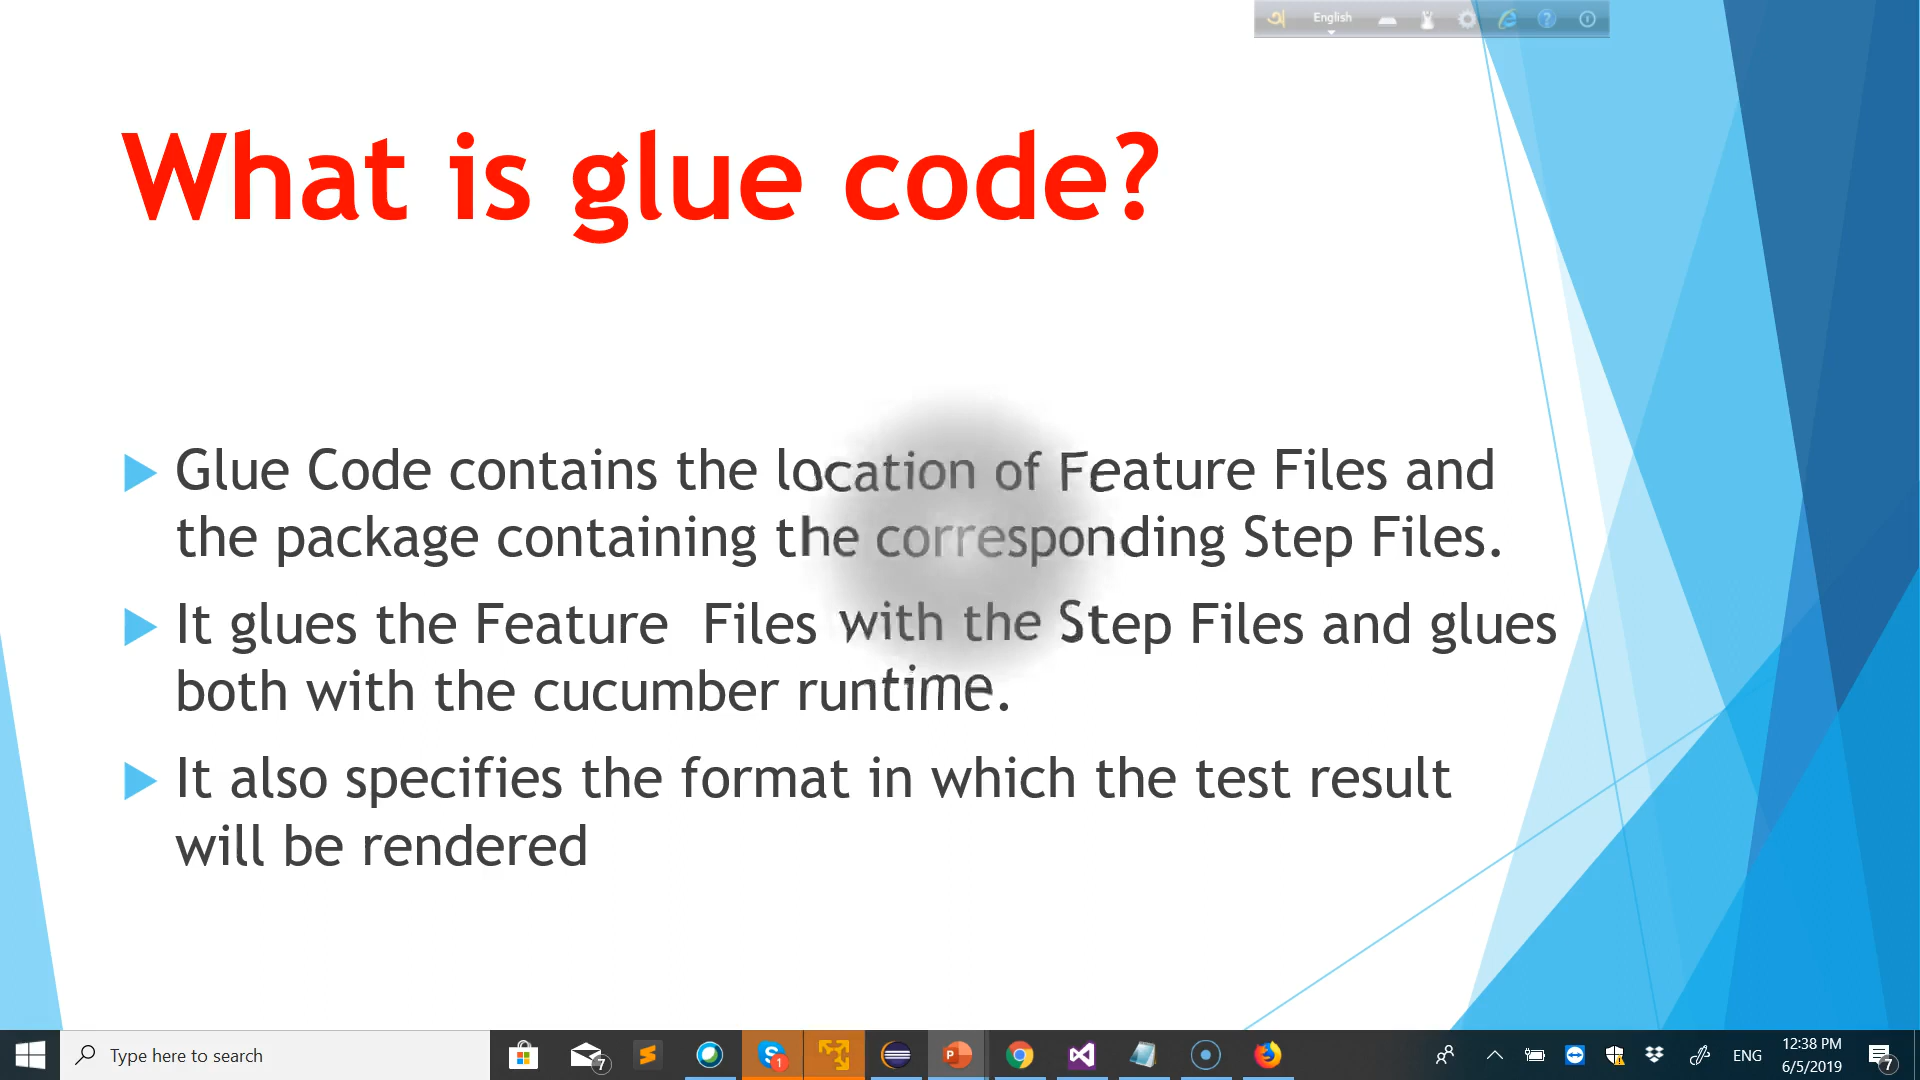 English
What is glue code?
Glue Code contains the location of Feature Files and
the package containing the corresponding Step Files.
It glues the Feature  Files with the Step Files and glues
both with the cucumber runtime.
It also specifies the format in which the test result
will be rendered
Type here to search
7
1
ENG
12:38 PM
6/5/2019
7